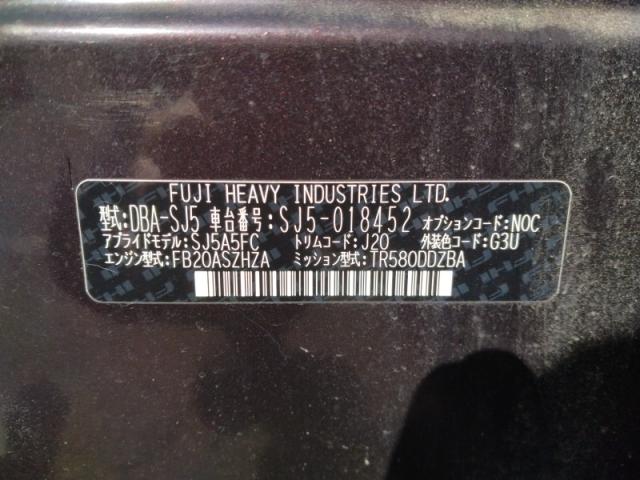 FUJI HEAVY INDUSTRIES LTD.
型式:DBA-SJ5 車台番号:SJ5-018452 オプションコード:NOC
アプライドモデル:SJ5A5FC トリムコード:J20 外装色コード:G3U
エンジン型式:FB20ASZHZA ミッション型式:TR580DDZBA